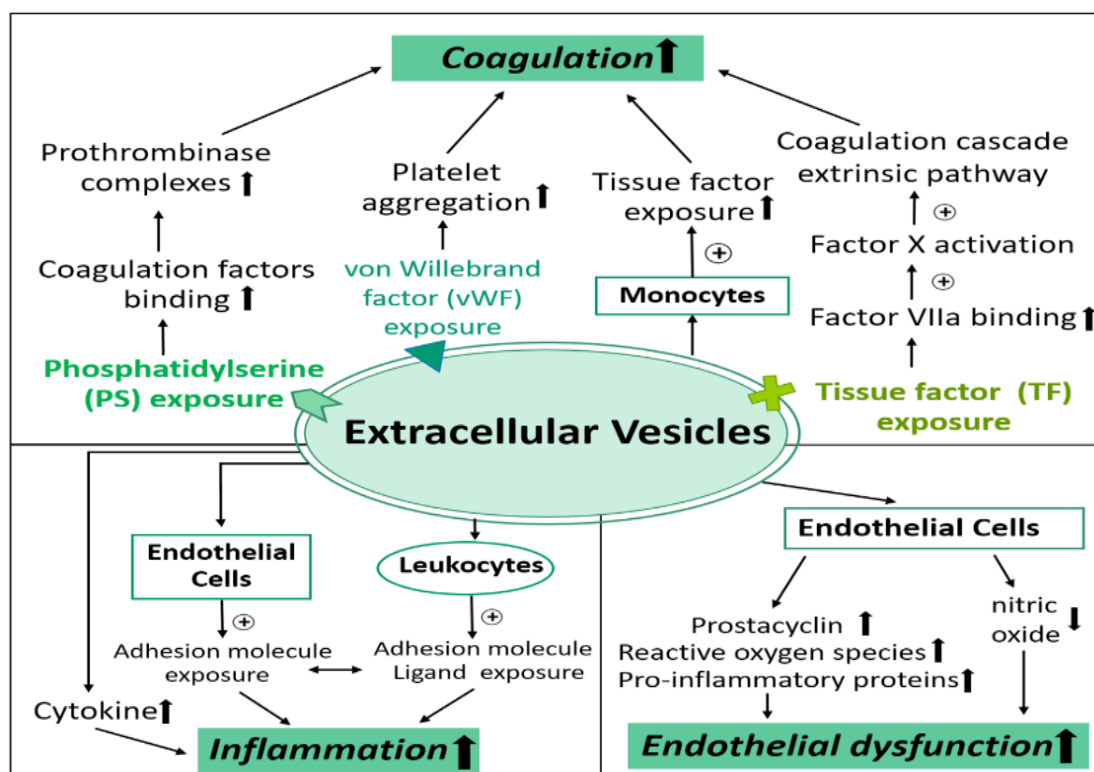 Coagulation
Prothrombinase
complexes
Coagulation factors
binding
Phosphatidylserine
(PS) exposure
Platelet
aggregation
von Willebrand
factor (vWF)
exposure
Tissue factor
exposure
+
Monocytes
Coagulation cascade
extrinsic pathway
+
Factor X activation
+
Factor VIIa binding
Tissue factor (TF)
exposure
Extracellular Vesicles
Endothelial
Cells
+
Adhesion molecule
exposure
Leukocytes
+
Adhesion molecule
Ligand exposure
Cytokine
Inflammation
Endothelial Cells
Prostacyclin
Reactive oxygen species
Pro-inflammatory proteins
nitric
oxide
Endothelial dysfunction